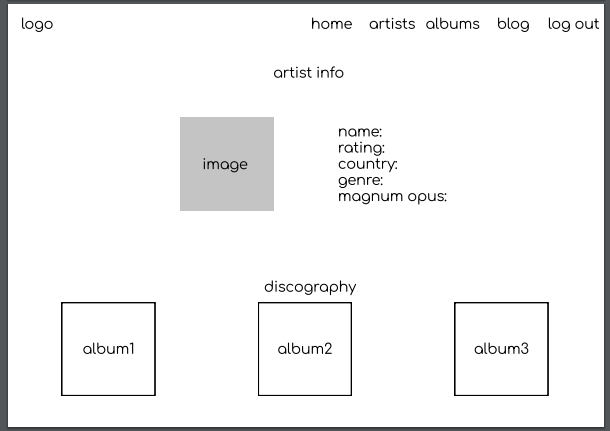 logo home artists albums blog log out
artist info
image
name:
rating:
country:
genre:
magnum opus:
discography
album1 album2 album3